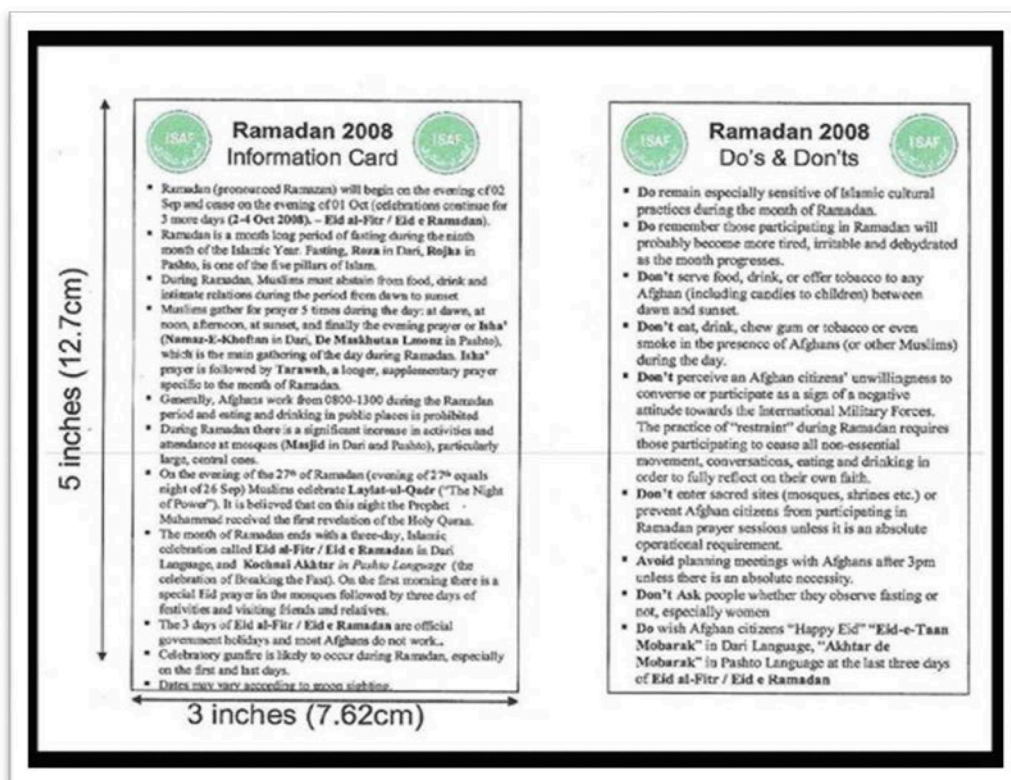 5 inches (12.7cm)
ISAF
ISAF
Ramadan 2008
Information Card
▪ Ramadan (pronounced Ramazan) will begin on the evening of 02
Sep and cease on the evening of 01 Oct (celebrations continue for
3 more days (2-4 Oct 2008). – Eid al-Fitr / Eid e Ramadan).
▪ Ramadan is a month long period of fasting during the ninth
month of the Islamic Year. Fasting, Roza in Dari, Rojha in
Pashto, is one of the five pillars of Islam.
▪ During Ramadan, Muslims must abstain from food, drink and
intimate relations during the period from dawn to sunset
▪ Muslims gather for prayer 5 times during the day: at dawn, at
noon, afternoon, at sunset, and finally the evening prayer or Isha'
(Namaz-E-Khoftan in Dari, De Maskhutan Lmonz in Pashto),
which is the main gathering of the day during Ramadan. Isha'
prayer is followed by Taraweh, a longer, supplementary prayer
specific to the month of Ramadan.
▪ Generally, Afghans work from 0800-1300 during the Ramadan
period and eating and drinking in public places is prohibited
▪ During Ramadan there is a significant increase in activities and
attendance at mosques (Masjid in Dari and Pashto), particularly
large, central ones.
▪ On the evening of the 27th of Ramadan (evening of 27th equals
night of 26 Sep) Muslims celebrate Laylat-ul-Qadr ("The Night
of Power"). It is believed that on this night the Prophet
Muhammad received the first revelation of the Holy Quran.
▪ The month of Ramadan ends with a three-day, Islamic
celebration called Eid al-Fitr / Eid e Ramadan in Dari
Language, and Kochnai Akhtar in Pashto Language (the
celebration of Breaking the Fast). On the first morning there is a
special Eid prayer in the mosques followed by three days of
festivities and visiting friends and relatives.
▪ The 3 days of Eid al-Fitr / Eid e Ramadan are official
government holidays and most Afghans do not work..
▪ Celebratory gunfire is likely to occur during Ramadan, especially
on the first and last days.
▪ Dates may vary according to moon sighting.
3 inches (7.62cm)
ISAF
ISAF
Ramadan 2008
Do's & Don'ts
▪ Do remain especially sensitive of Islamic cultural
practices during the month of Ramadan.
▪ Do remember those participating in Ramadan will
probably become more tired, irritable and dehydrated
as the month progresses.
▪ Don't serve food, drink, or offer tobacco to any
Afghan (including candies to children) between
dawn and sunset.
▪ Don't eat, drink, chew gum or tobacco or even
smoke in the presence of Afghans (or other Muslims)
during the day.
▪ Don't perceive an Afghan citizens' unwillingness to
converse or participate as a sign of a negative
attitude towards the International Military Forces.
The practice of "restraint" during Ramadan requires
those participating to cease all non-essential
movement, conversations, eating and drinking in
order to fully reflect on their own faith.
▪ Don't enter sacred sites (mosques, shrines etc.) or
prevent Afghan citizens from participating in
Ramadan prayer sessions unless it is an absolute
operational requirement.
▪ Avoid planning meetings with Afghans after 3pm
unless there is an absolute necessity.
▪ Don't Ask people whether they observe fasting or
not, especially women
▪ Do wish Afghan citizens "Happy Eid" "Eid-e-Taan
Mobarak" in Dari Language, "Akhtar de
Mobarak" in Pashto Language at the last three days
of Eid al-Fitr / Eid e Ramadan